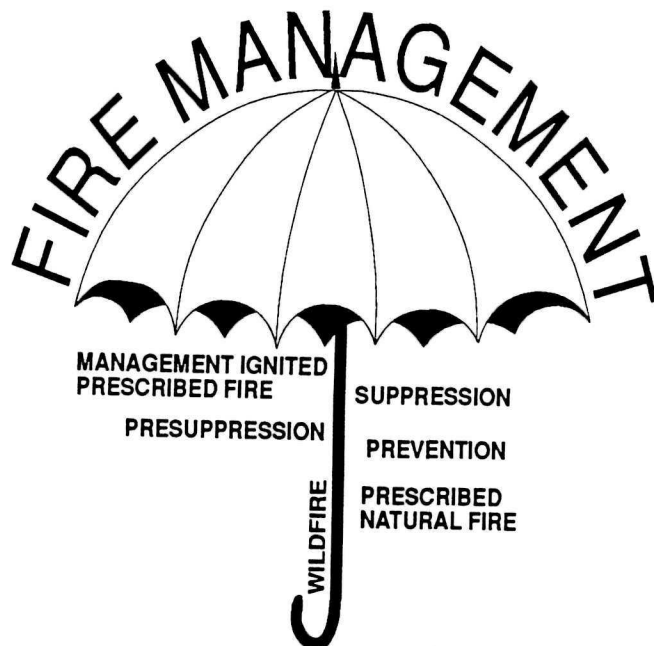 FIRE MANAGEMENT
MANAGEMENT IGNITED
PRESCRIBED FIRE
PRESUPPRESSION
WILDFIRE
SUPPRESSION
PREVENTION
PRESCRIBED
NATURAL FIRE